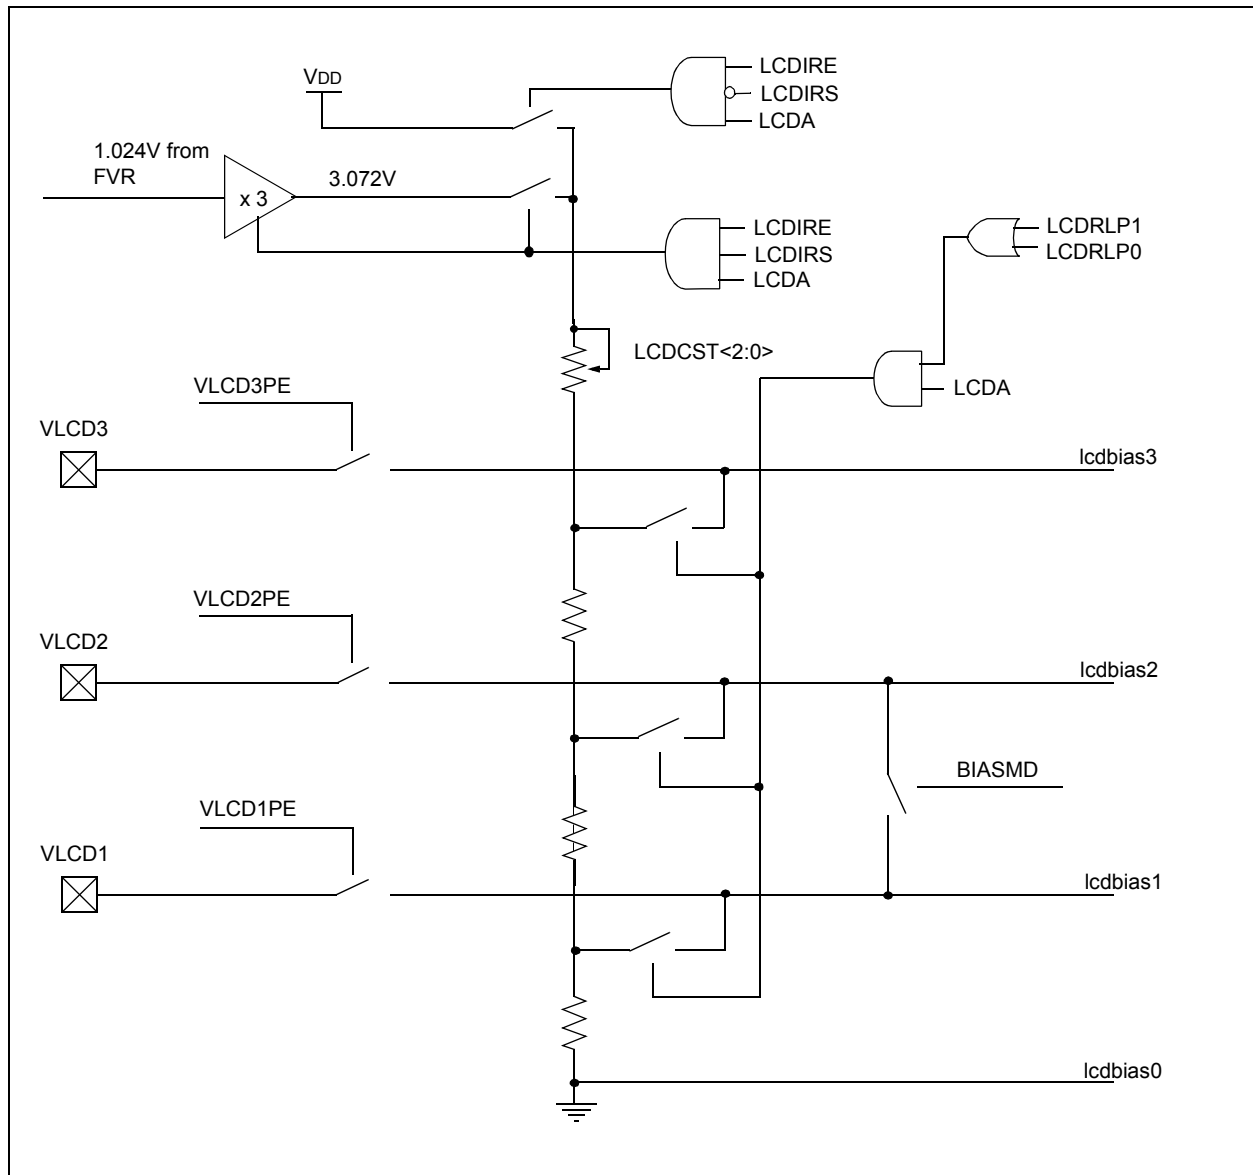 VDD
LCDIRE
LCDIRS
LCDA
1.024V from
FVR
x 3
3.072V
LCDIRE
LCDIRS
LCDA
LCDRLP1
LCDRLP0
LCDCST<2:0>
LCDA
VLCD3PE
VLCD3
lcdbias3
VLCD2PE
VLCD2
lcdbias2
BIASMD
VLCD1PE
VLCD1
lcdbias1
lcdbias0